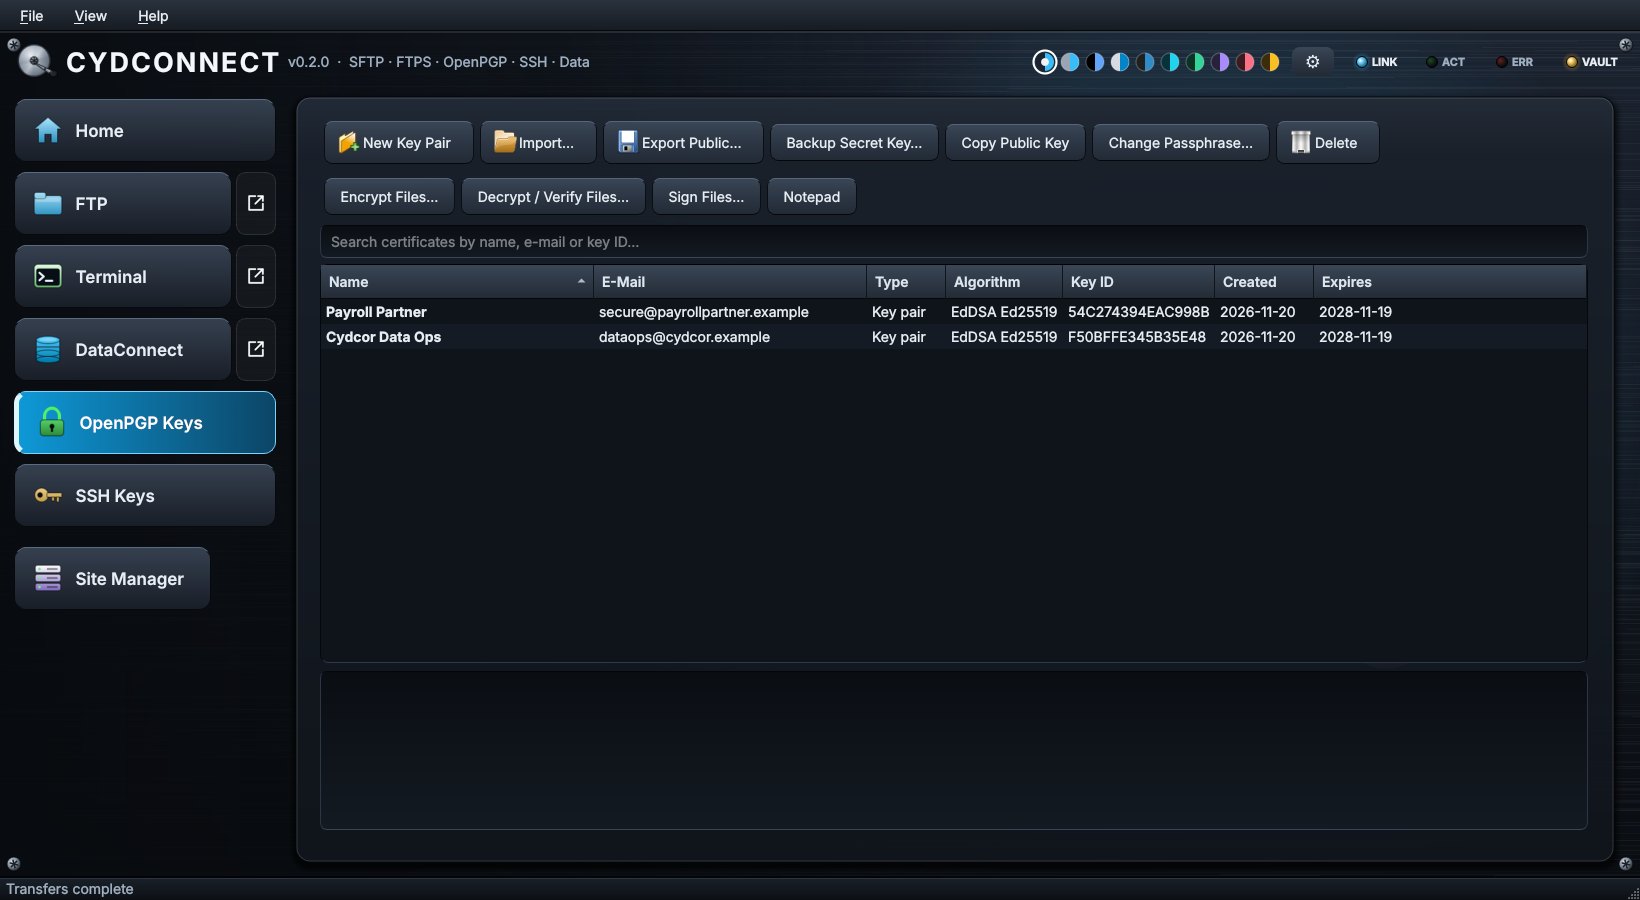 File View Help
CYDCONNECT v0.2.0 · SFTP · FTPS · OpenPGP · SSH · Data
LINK ACT ERR VAULT
Home
FTP
Terminal
DataConnect
OpenPGP Keys
SSH Keys
Site Manager
New Key Pair Import... Export Public... Backup Secret Key... Copy Public Key Change Passphrase... Delete
Encrypt Files... Decrypt / Verify Files... Sign Files... Notepad
Search certificates by name, e-mail or key ID...
Name E-Mail Type Algorithm Key ID Created Expires
Payroll Partner secure@payrollpartner.example Key pair EdDSA Ed25519 54C274394EAC998B 2026-11-20 2028-11-19
Cydcor Data Ops dataops@cydcor.example Key pair EdDSA Ed25519 F50BFFE345B35E48 2026-11-20 2028-11-19
Transfers complete